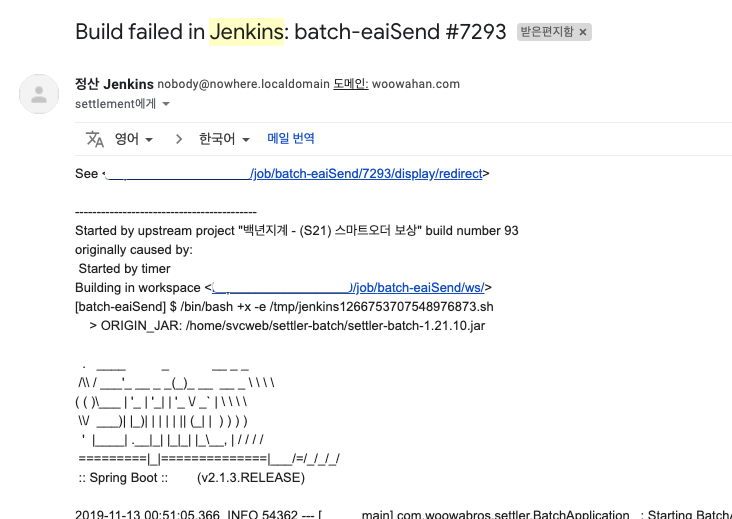 Build failed in Jenkins: batch-eaiSend #7293 받은편지함 ×
정산 Jenkins nobody@nowhere.localdomain 도메인: woowahan.com
settlement에게
영어 > 한국어 메일 번역
See < /job/batch-eaiSend/7293/display/redirect>
------------------------------------------
Started by upstream project "백년지계 - (S21) 스마트오더 보상" build number 93
originally caused by:
Started by timer
Building in workspace < /job/batch-eaiSend/ws/>
[batch-eaiSend] $ /bin/bash +x -e /tmp/jenkins1266753707548976873.sh
> ORIGIN_JAR: /home/svcweb/settler-batch/settler-batch-1.21.10.jar
  .   ____          _            __ _ _
 /\\ / ___'_ __ _ _(_)_ __  __ _ \ \ \ \
( ( )\___ | '_ | '_| | '_ \/ _` | \ \ \ \
 \\/  ___)| |_)| | | | | || (_| |  ) ) ) )
  '  |____| .__|_| |_|_| |_\__, | / / / /
 =========|_|==============|___/=/_/_/_/
:: Spring Boot ::        (v2.1.3.RELEASE)
2019-11-13 00:51:05.366  INFO 54362 --- [           main] com.woowabros.settler.BatchApplication   : Starting